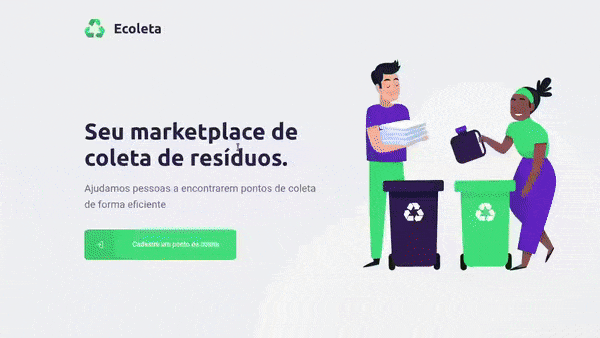 Ecoleta
Seu marketplace de
coleta de resíduos.
Ajudamos pessoas a encontrarem pontos de coleta
de forma eficiente
Cadastre um ponto de coleta